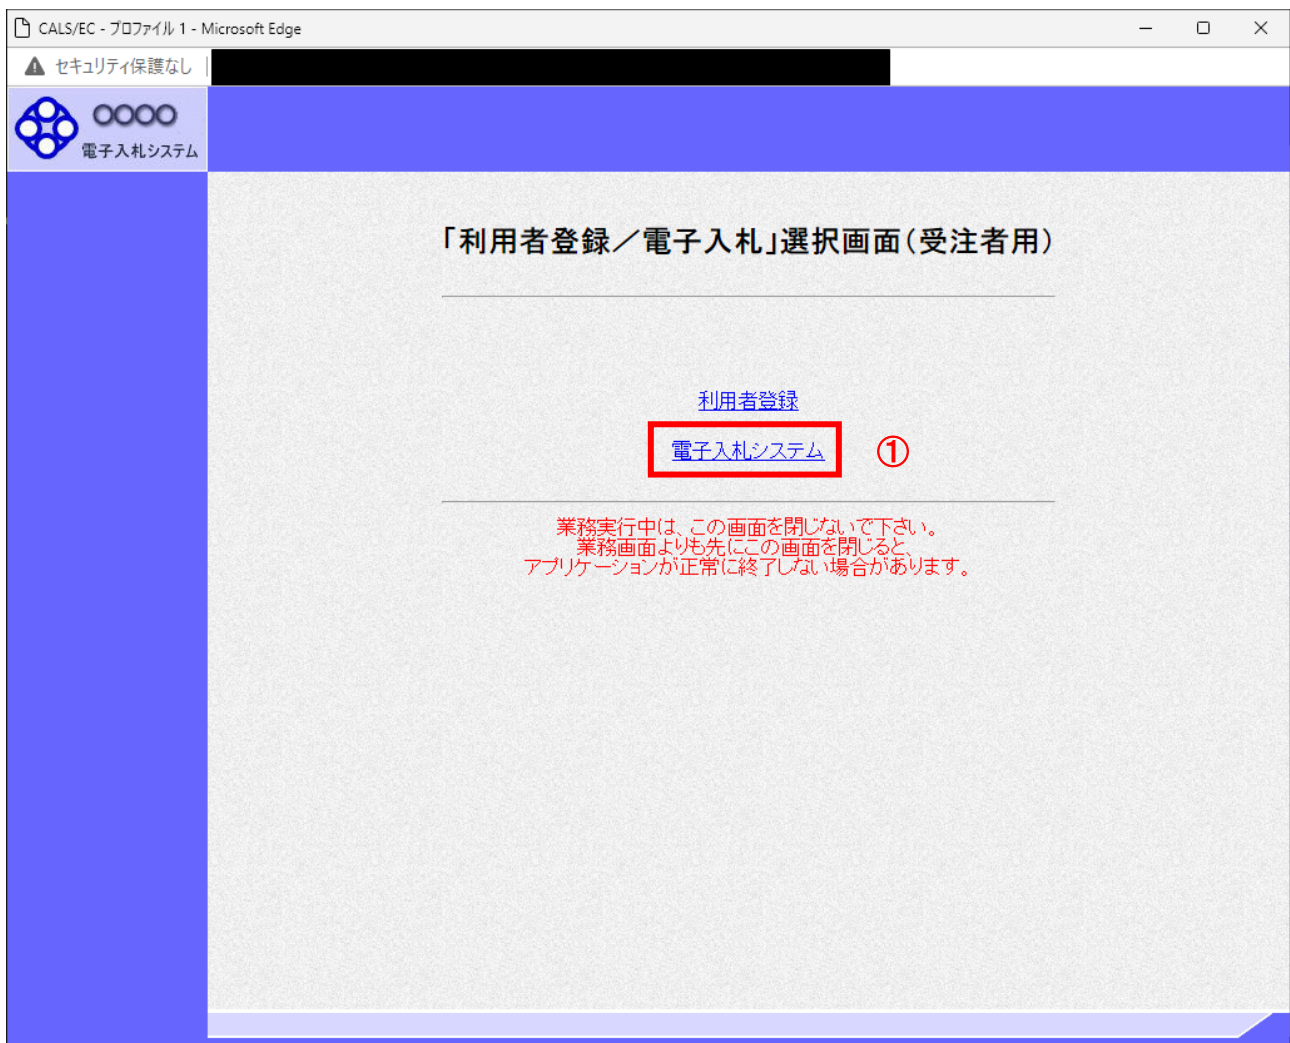 CALS/EC - プロファイル 1 - Microsoft Edge
セキュリティ保護なし
○○○○
電子入札システム
「利用者登録／電子入札」選択画面（受注者用）
利用者登録
電子入札システム ①
業務実行中は、この画面を閉じないで下さい。
業務画面よりも先にこの画面を閉じると、
アプリケーションが正常に終了しない場合があります。